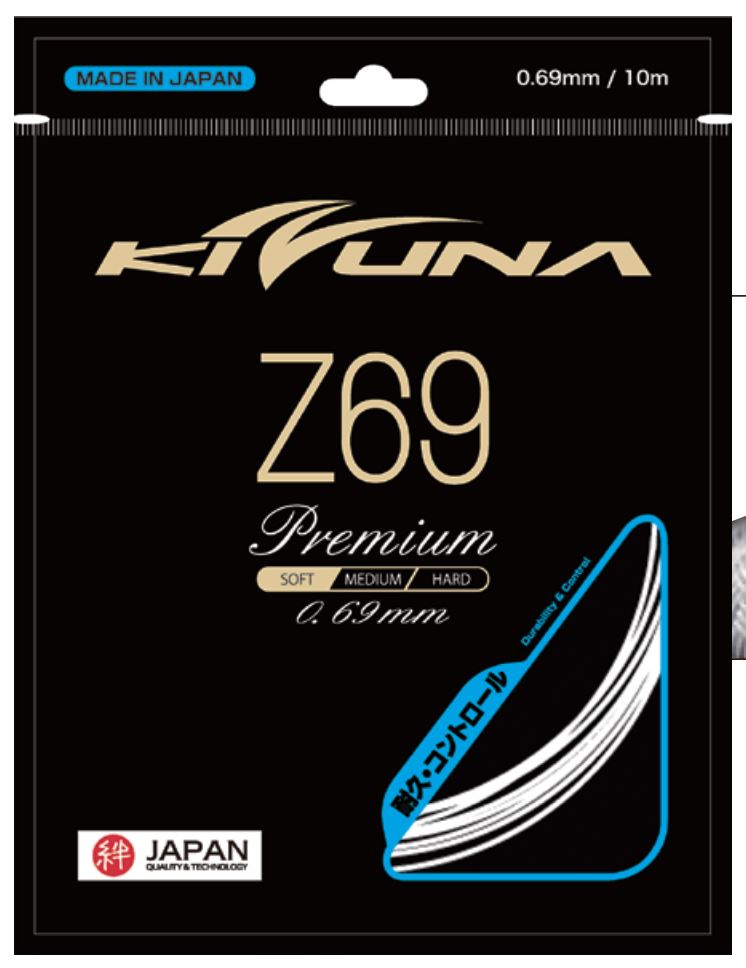 MADE IN JAPAN
0.69mm / 10m
KIZUNA
Z69
Premium
SOFT MEDIUM HARD
0.69mm
Durability & Control
耐久・コントロール
絆
JAPAN
QUALITY & TECHNOLOGY